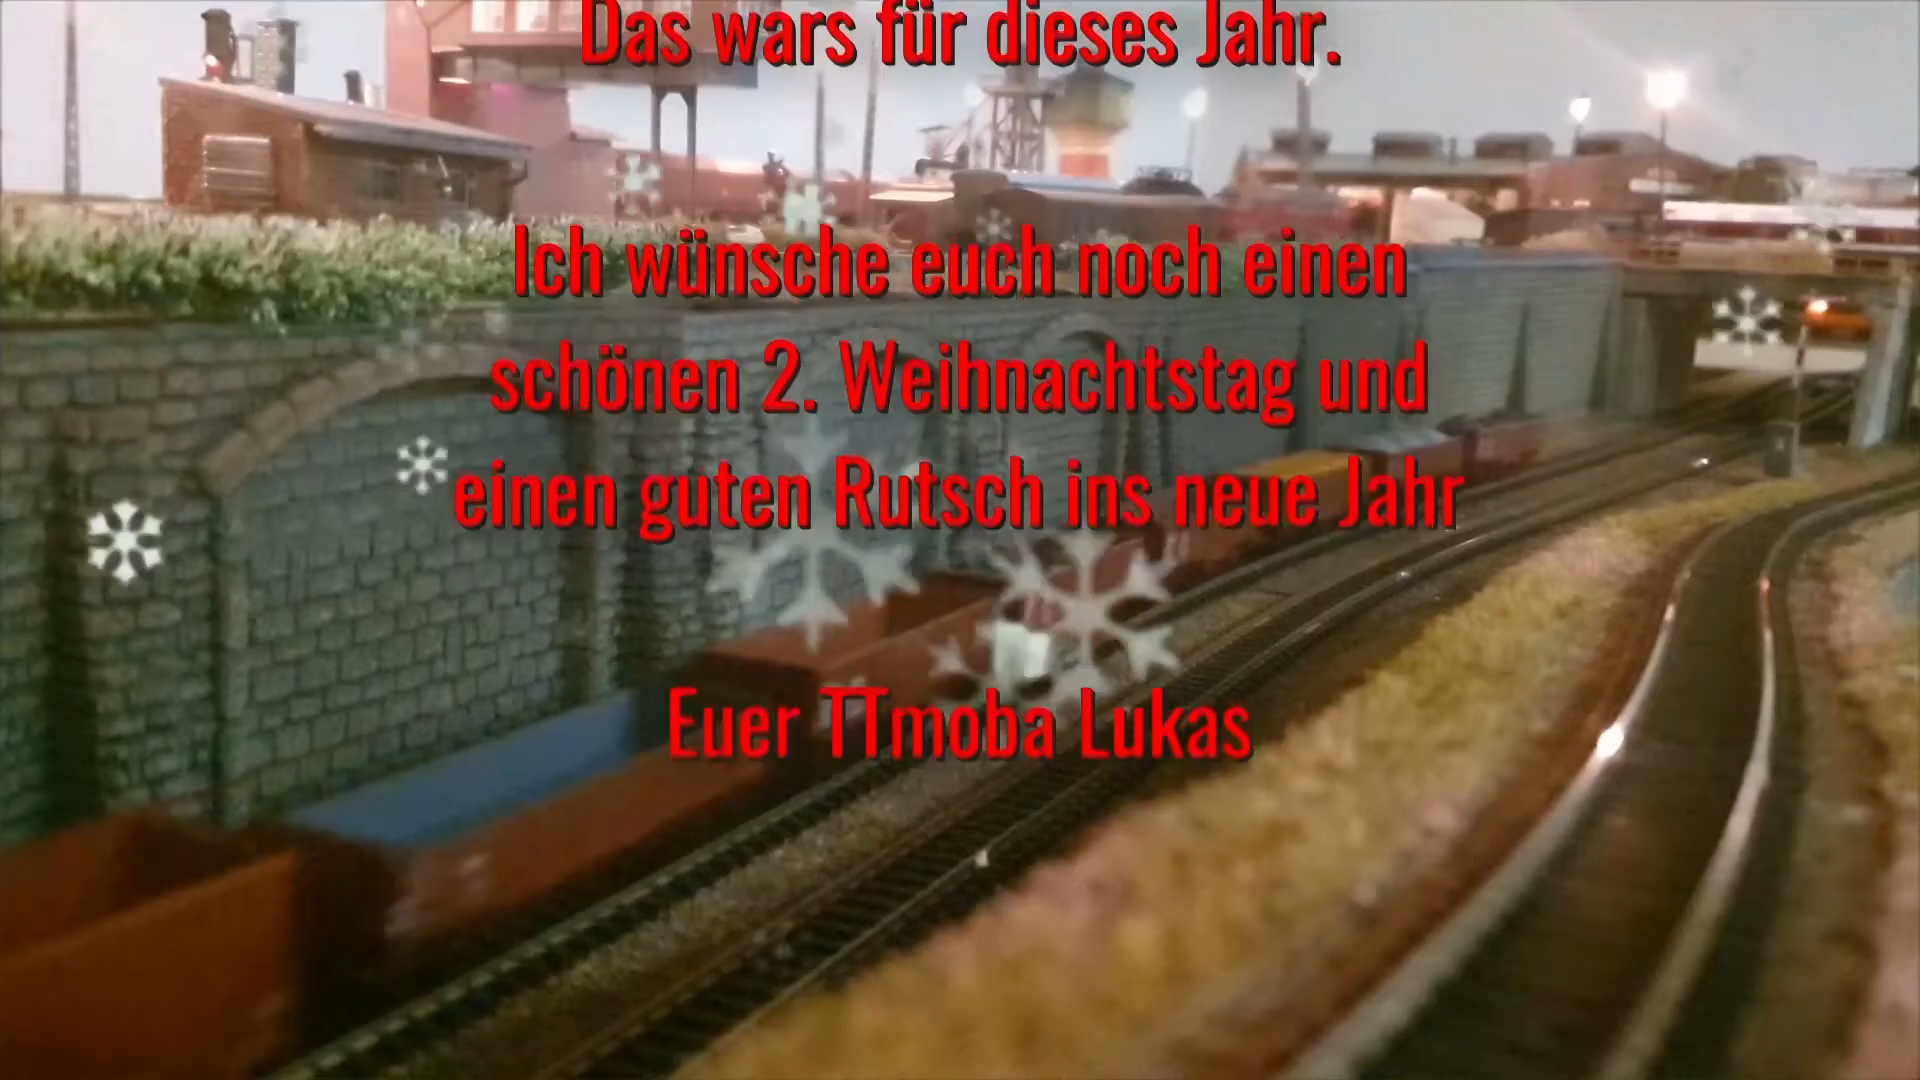 Das wars für dieses Jahr.
Ich wünsche euch noch einen
schönen 2. Weihnachtstag und
einen guten Rutsch ins neue Jahr
Euer TTmoba Lukas